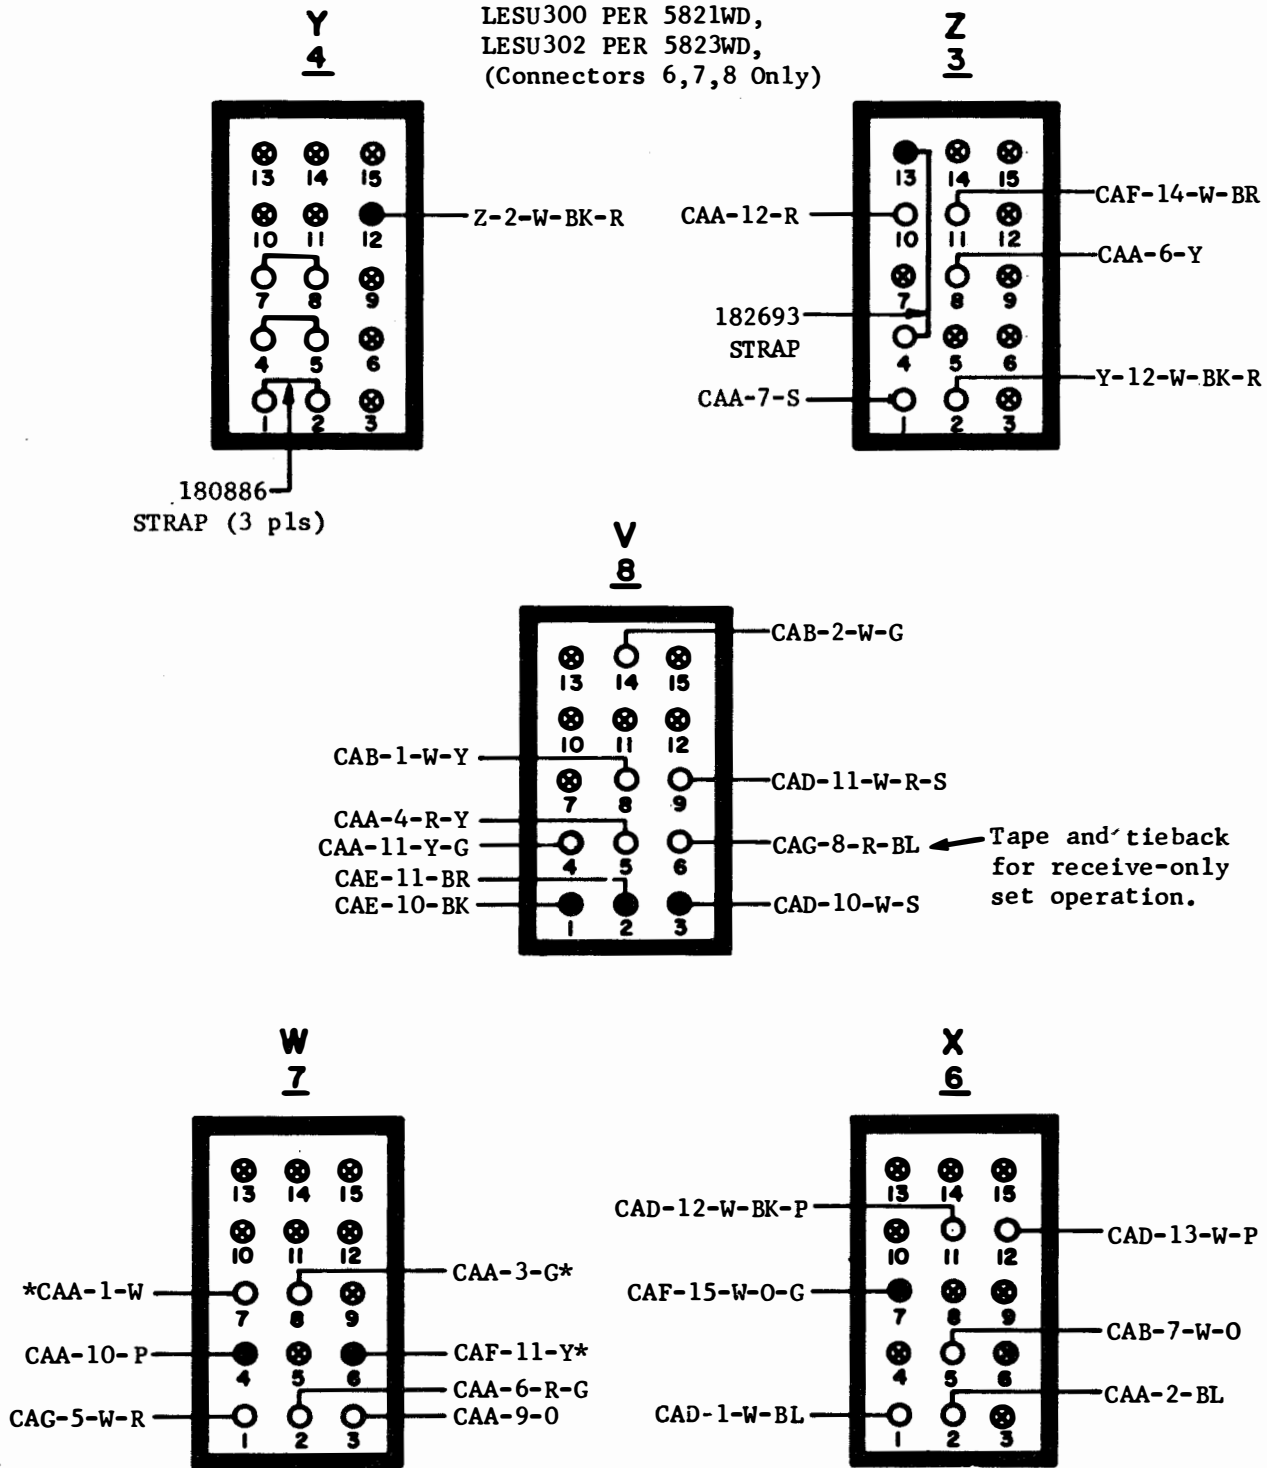 Y
4
LESU300 PER 5821WD,
LESU302 PER 5823WD,
(Connectors 6,7,8 Only)
Z
3
13 14 15
10 11 12
7 8 9
4 5 6
1 2 3
Z-2-W-BK-R
180886
STRAP (3 pls)
13 14 15
10 11 12
7 8 9
4 5 6
1 2 3
CAA-12-R
182693
STRAP
CAA-7-S
CAF-14-W-BR
CAA-6-Y
Y-12-W-BK-R
V
8
13 14 15
10 11 12
7 8 9
4 5 6
1 2 3
CAB-1-W-Y
CAA-4-R-Y
CAA-11-Y-G
CAE-11-BR
CAE-10-BK
CAB-2-W-G
CAD-11-W-R-S
CAG-8-R-BL
CAD-10-W-S
Tape and tieback
for receive-only
set operation.
W
7
13 14 15
10 11 12
7 8 9
4 5 6
1 2 3
*CAA-1-W
CAA-10-P
CAG-5-W-R
CAA-3-G*
CAF-11-Y*
CAA-6-R-G
CAA-9-O
X
6
13 14 15
10 11 12
7 8 9
4 5 6
1 2 3
CAD-12-W-BK-P
CAF-15-W-O-G
CAD-1-W-BL
CAD-13-W-P
CAB-7-W-O
CAA-2-BL